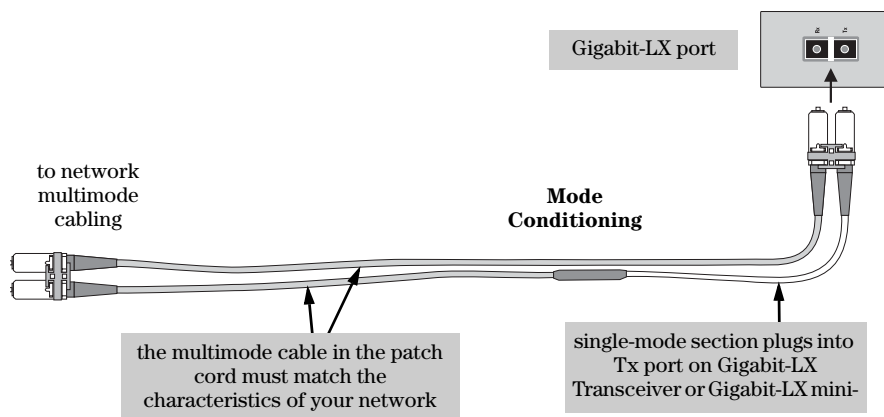 Gigabit-LX port
Rx
Tx
to network
multimode
cabling
Mode
Conditioning
the multimode cable in the patch
cord must match the
characteristics of your network
single-mode section plugs into
Tx port on Gigabit-LX
Transceiver or Gigabit-LX mini-